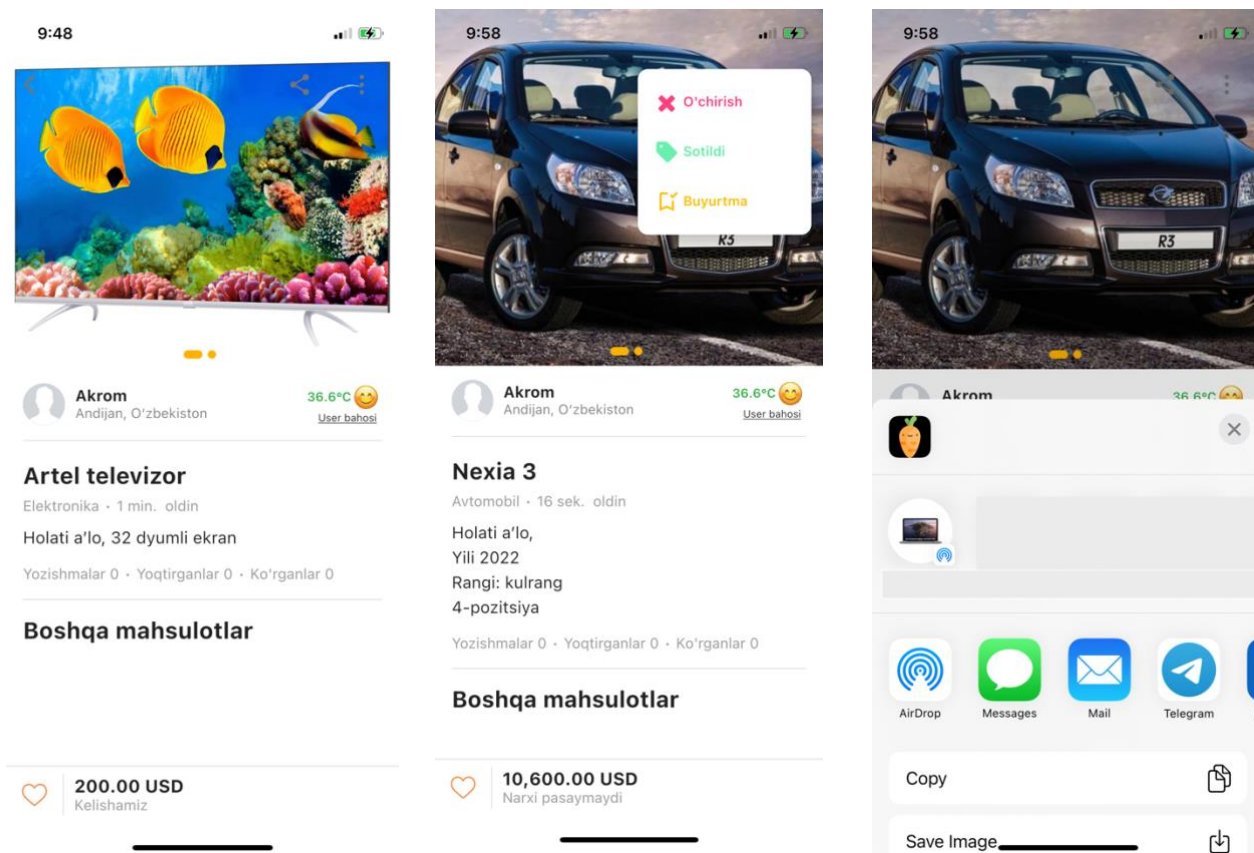 9:48
Akrom
Andijan, O‘zbekiston
36.6°C
User bahosi
Artel televizor
Elektronika • 1 min. oldin
Holati a’lo, 32 dyumli ekran
Yozishmalar 0 • Yoqtirganlar 0 • Ko'rganlar 0
Boshqa mahsulotlar
200.00 USD
Kelishamiz
9:58
O'chirish
Sotildi
Buyurtma
R3
Akrom
Andijan, O‘zbekiston
36.6°C
User bahosi
Nexia 3
Avtomobil • 16 sek. oldin
Holati a’lo,
Yili 2022
Rangi: kulrang
4-pozitsiya
Yozishmalar 0 • Yoqtirganlar 0 • Ko'rganlar 0
Boshqa mahsulotlar
10,600.00 USD
Narxi pasaymaydi
9:58
R3
Akrom
36.6°C
AirDrop
Messages
Mail
Telegram
Copy
Save Image